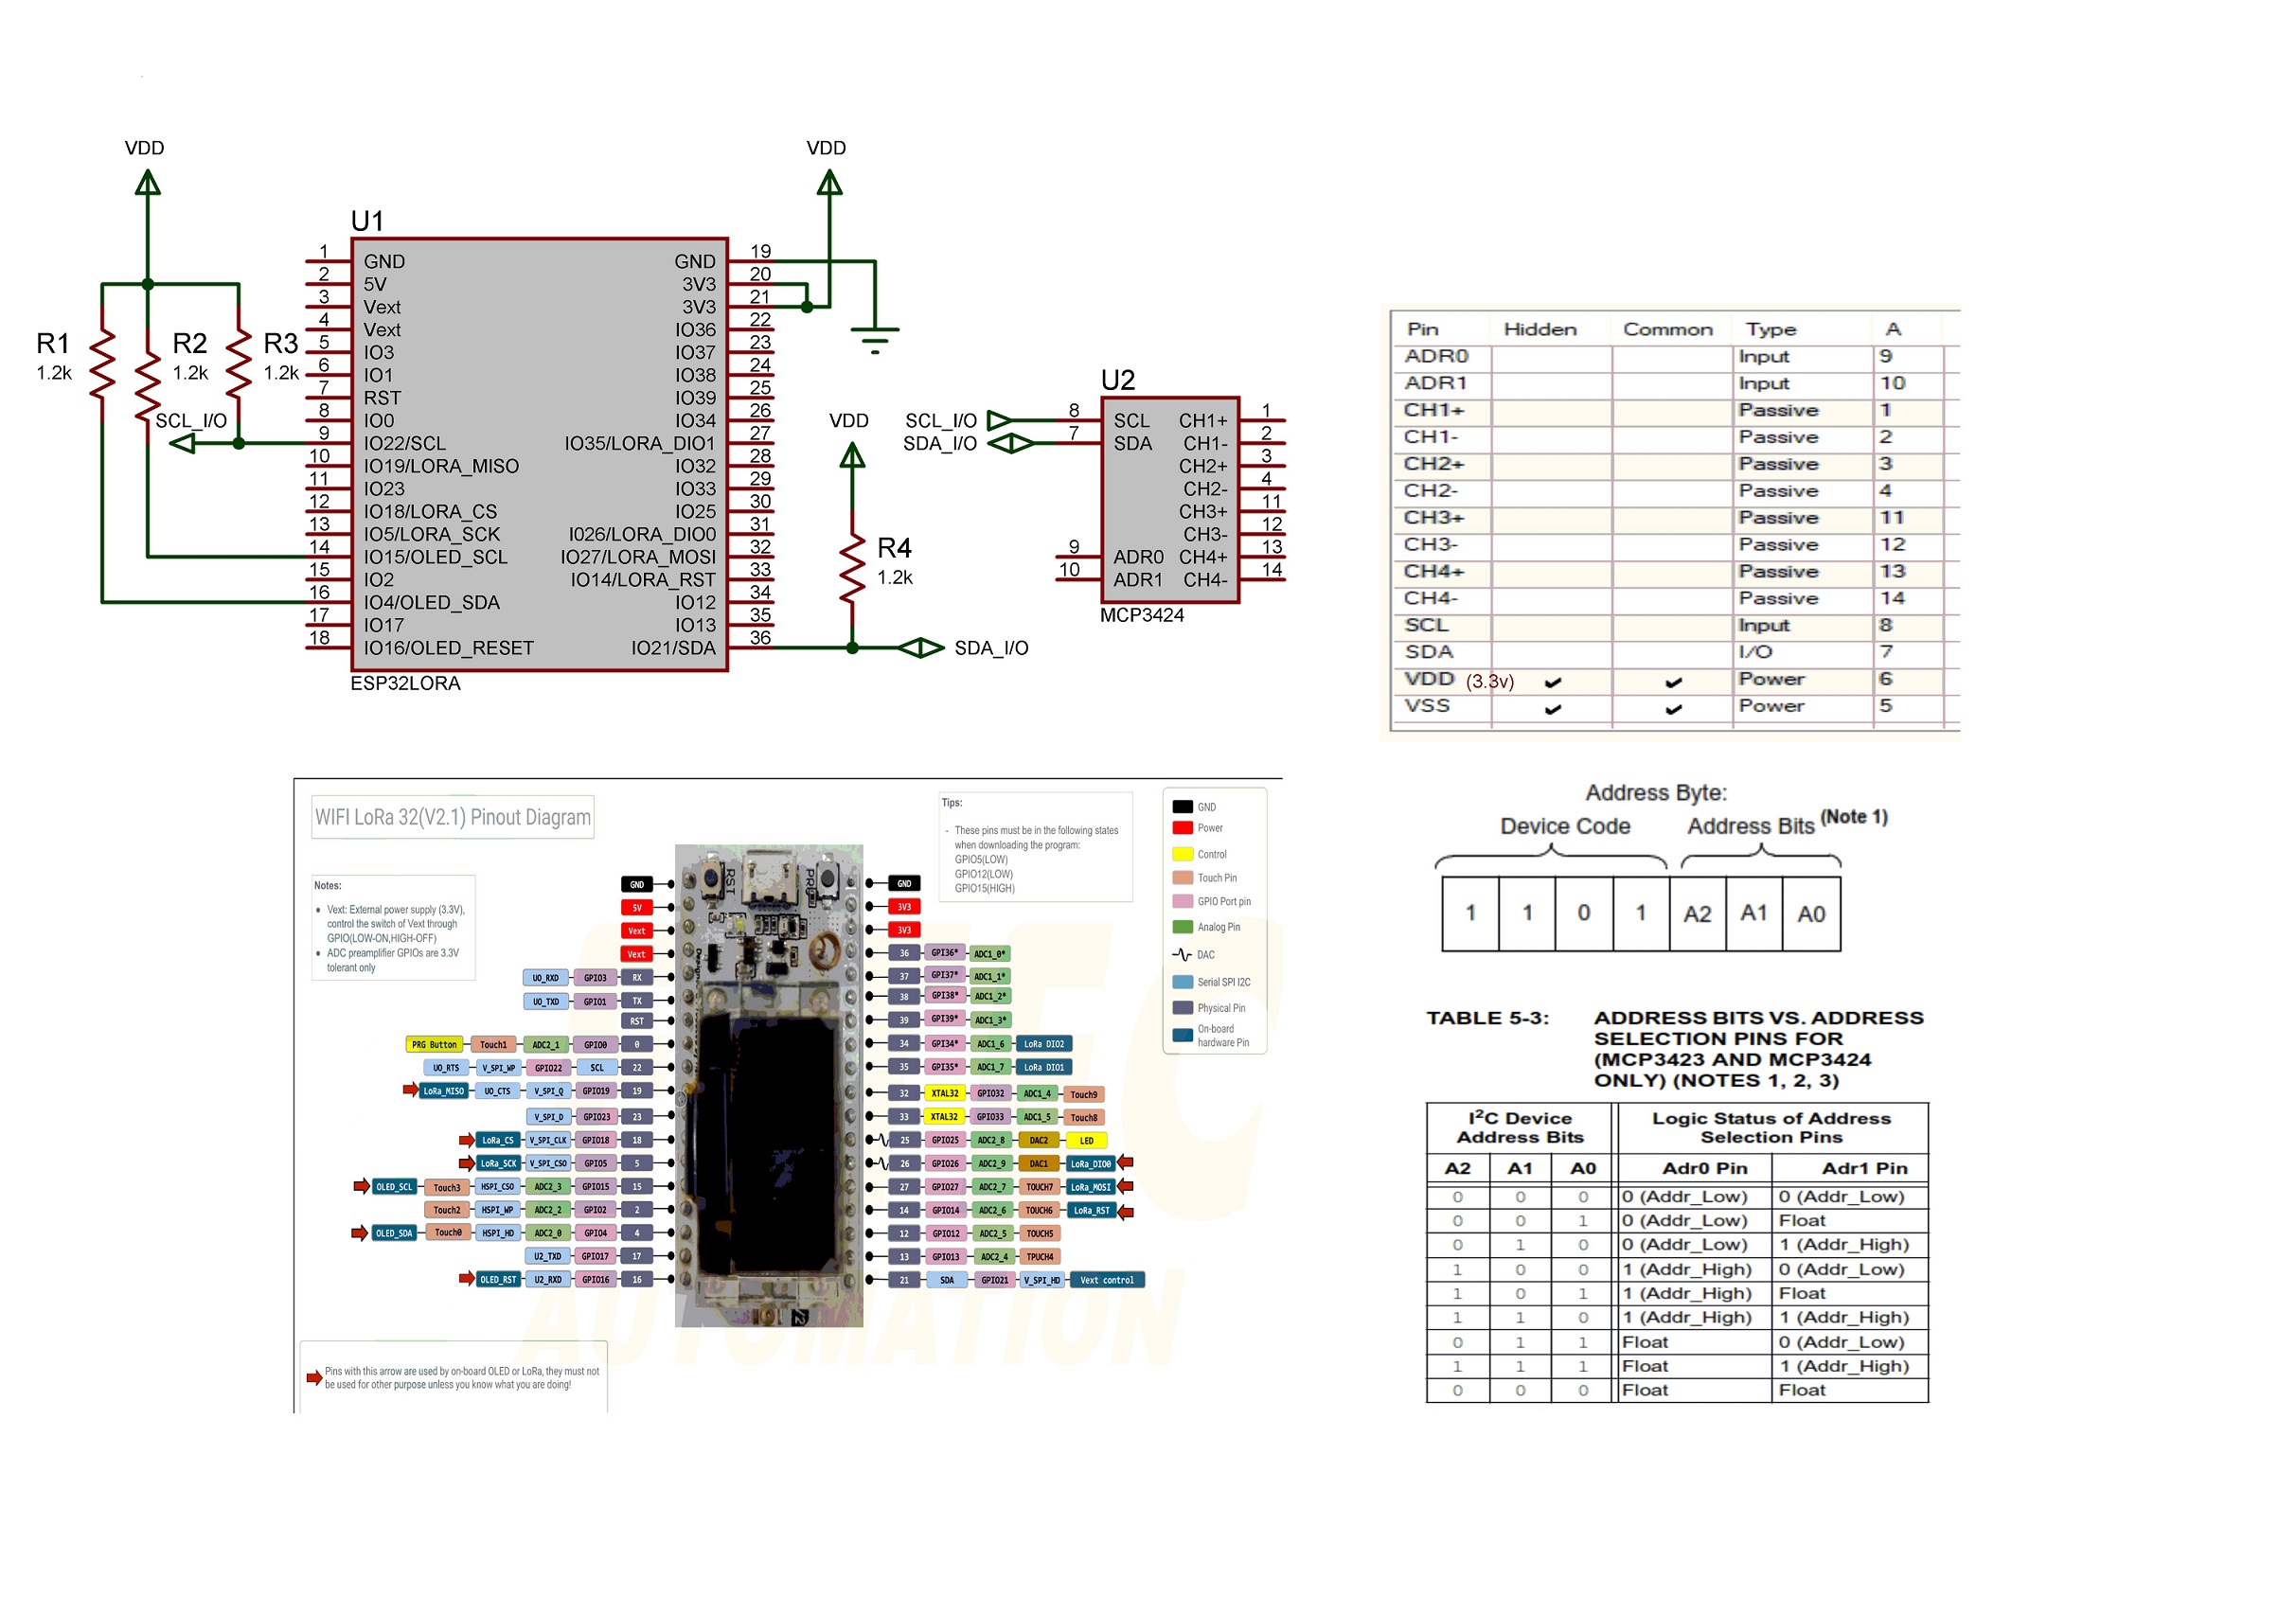 VDD
VDD
U1
1 GND
2 5V
3 Vext
4 Vext
5 IO3
6 IO1
7 RST
8 IO0
9 IO22/SCL
10 IO19/LORA_MISO
11 IO23
12 IO18/LORA_CS
13 IO5/LORA_SCK
14 IO15/OLED_SCL
15 IO2
16 IO4/OLED_SDA
17 IO17
18 IO16/OLED_RESET
GND 19
3V3 20
3V3 21
IO36 22
IO37 23
IO38 24
IO39 25
IO34 26
IO35/LORA_DIO1 27
IO32 28
IO33 29
IO25 30
I026/LORA_DIO0 31
IO27/LORA_MOSI 32
IO14/LORA_RST 33
IO12 34
IO13 35
IO21/SDA 36
ESP32LORA
R1
1.2k
R2
1.2k
R3
1.2k
SCL_I/O
VDD
R4
1.2k
SDA_I/O
U2
SCL_I/O 8 SCL
SDA_I/O 7 SDA
9 ADR0
10 ADR1
CH1+ 1
CH1- 2
CH2+ 3
CH2- 4
CH3+ 11
CH3- 12
CH4+ 13
CH4- 14
MCP3424
Pin Hidden Common Type A
ADR0 Input 9
ADR1 Input 10
CH1+ Passive 1
CH1- Passive 2
CH2+ Passive 3
CH2- Passive 4
CH3+ Passive 11
CH3- Passive 12
CH4+ Passive 13
CH4- Passive 14
SCL Input 8
SDA I/O 7
VDD (3.3v) Power 6
VSS Power 5
WIFI LoRa 32(V2.1) Pinout Diagram
Notes:
Vext: External power supply (3.3V),
control the switch of Vext through
GPIO(LOW-ON,HIGH-OFF)
ADC preamplifier GPIOs are 3.3V
tolerant only
Tips:
- These pins must be in the following states
when downloading the program:
GPIO5(LOW)
GPIO12(LOW)
GPIO15(HIGH)
GND
Power
Control
Touch Pin
GPIO Port pin
Analog Pin
DAC
Serial SPI I2C
Physical Pin
On-board
hardware Pin
GND
5V
Vext
Vext
UO_RXD GPIO3 RX
UO_TXD GPIO1 TX
RST
PRG Button Touch1 ADC2_1 GPIO0 0
UO_RTS V_SPI_WP GPIO22 SCL 22
LoRa_MISO UO_CTS V_SPI_Q GPIO19 19
V_SPI_D GPIO23 23
LoRa_CS V_SPI_CLK GPIO18 18
LoRa_SCK V_SPI_CSO GPIO5 5
OLED_SCL Touch3 HSPI_CSO ADC2_3 GPIO15 15
Touch2 HSPI_WP ADC2_2 GPIO2 2
OLED_SDA Touch0 HSPI_HD ADC2_0 GPIO4 4
U2_TXD GPIO17 17
OLED_RST U2_RXD GPIO16 16
RST
PRG
GND
3V3
3V3
36 GPI36* ADC1_0*
37 GPI37* ADC1_1*
38 GPI38* ADC1_2*
39 GPI39* ADC1_3*
34 GPI34* ADC1_6 LoRa DIO2
35 GPI35* ADC1_7 LoRa DIO1
32 XTAL32 GPIO32 ADC1_4 Touch9
33 XTAL32 GPIO33 ADC1_5 Touch8
25 GPIO25 ADC2_8 DAC2 LED
26 GPIO26 ADC2_9 DAC1 LoRa_DIO0
27 GPIO27 ADC2_7 TOUCH7 LoRa_MOSI
14 GPIO14 ADC2_6 TOUCH6 LoRa_RST
12 GPIO12 ADC2_5 TOUCH5
13 GPIO13 ADC2_4 TPUCH4
21 SDA GPIO21 V_SPI_HD Vext control
AUTOMATION
Pins with this arrow are used by on-board OLED or LoRa, they must not
be used for other purpose unless you know what you are doing!
Address Byte:
Device Code Address Bits (Note 1)
1 1 0 1 A2 A1 A0
TABLE 5-3: ADDRESS BITS VS. ADDRESS
SELECTION PINS FOR
(MCP3423 AND MCP3424
ONLY) (NOTES 1, 2, 3)
I2C Device Logic Status of Address
Address Bits Selection Pins
A2 A1 A0 Adr0 Pin Adr1 Pin
0 0 0 0 (Addr_Low) 0 (Addr_Low)
0 0 1 0 (Addr_Low) Float
0 1 0 0 (Addr_Low) 1 (Addr_High)
1 0 0 1 (Addr_High) 0 (Addr_Low)
1 0 1 1 (Addr_High) Float
1 1 0 1 (Addr_High) 1 (Addr_High)
0 1 1 Float 0 (Addr_Low)
1 1 1 Float 1 (Addr_High)
0 0 0 Float Float